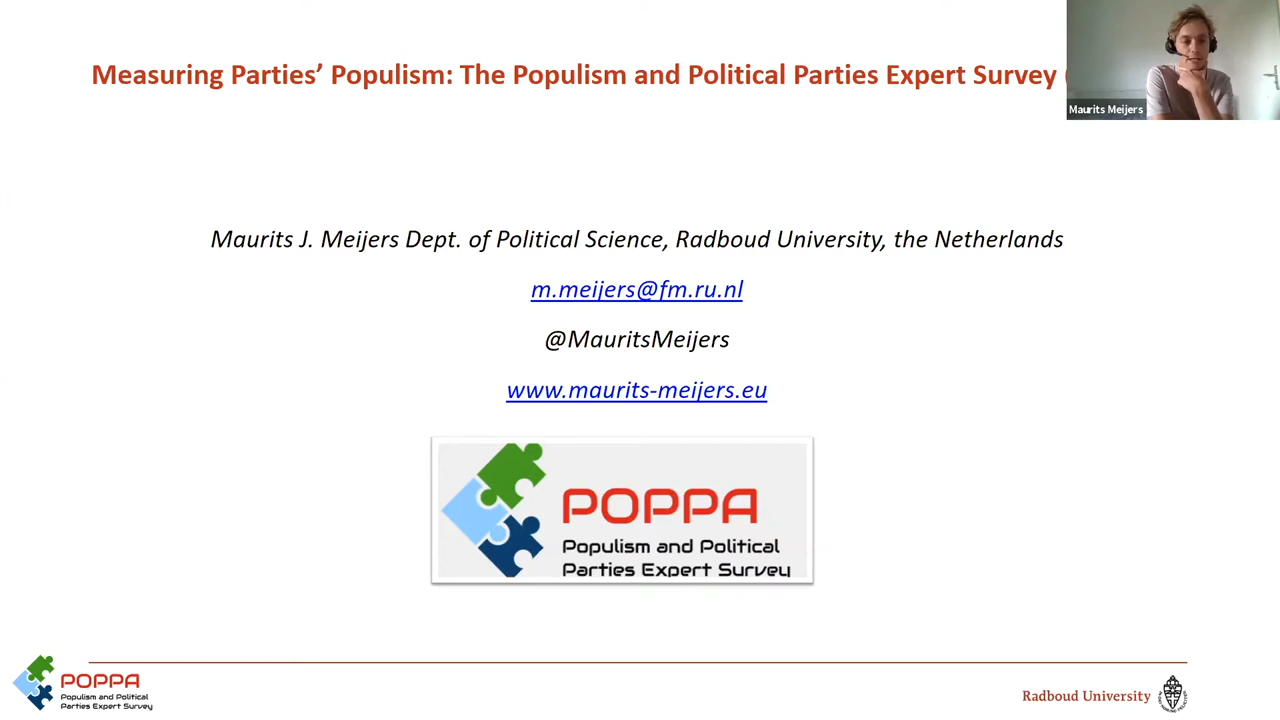 Measuring Parties’ Populism: The Populism and Political Parties Expert Survey (
Maurits Meijers
Maurits J. Meijers Dept. of Political Science, Radboud University, the Netherlands
m.meijers@fm.ru.nl
@MauritsMeijers
www.maurits-meijers.eu
POPPA
Populism and Political
Parties Expert Survey
POPPA
Populism and Political
Parties Expert Survey
Radboud University